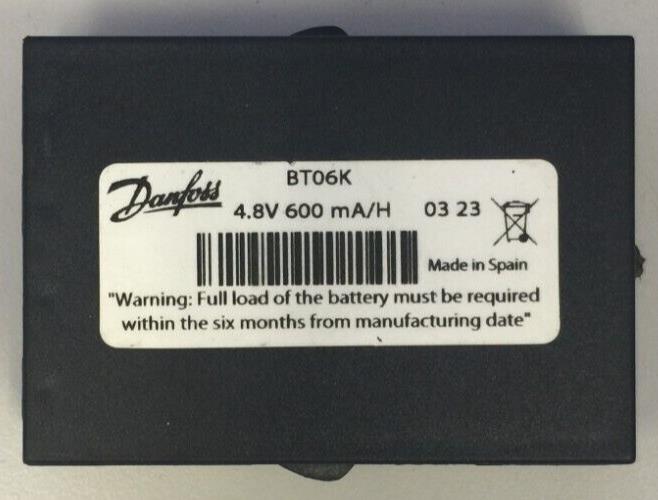 Danfoss
BT06K
4.8V 600 mA/H 03 23
Made in Spain
"Warning: Full load of the battery must be required
within the six months from manufacturing date"